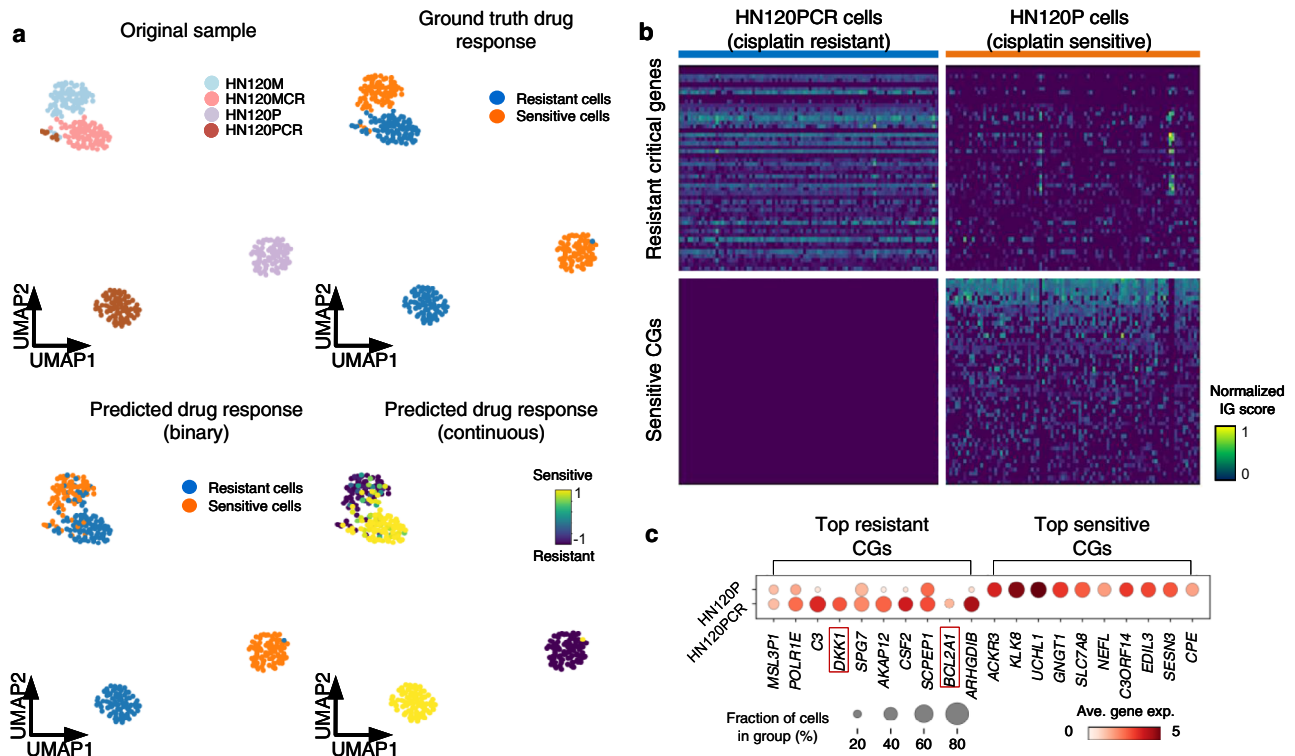 a
Original sample
HN120M
HN120MCR
HN120P
HN120PCR
UMAP2
UMAP1
Ground truth drug
response
Resistant cells
Sensitive cells
UMAP2
UMAP1
Predicted drug response
(binary)
Resistant cells
Sensitive cells
UMAP2
UMAP1
Predicted drug response
(continuous)
Sensitive
1
-1
Resistant
UMAP2
UMAP1
b
HN120PCR cells
(cisplatin resistant)
HN120P cells
(cisplatin sensitive)
Resistant critical genes
Sensitive CGs
Normalized
IG score
1
0
c
Top resistant
CGs
Top sensitive
CGs
HN120P
HN120PCR
MSL3P1
POLR1E
C3
DKK1
SPG7
AKAP12
CSF2
SCPEP1
BCL2A1
ARHGDIB
ACKR3
KLK8
UCHL1
GNGT1
SLC7A8
NEFL
C3ORF14
EDIL3
SESN3
CPE
Fraction of cells
in group (%)
20 40 60 80
Ave. gene exp.
0 5